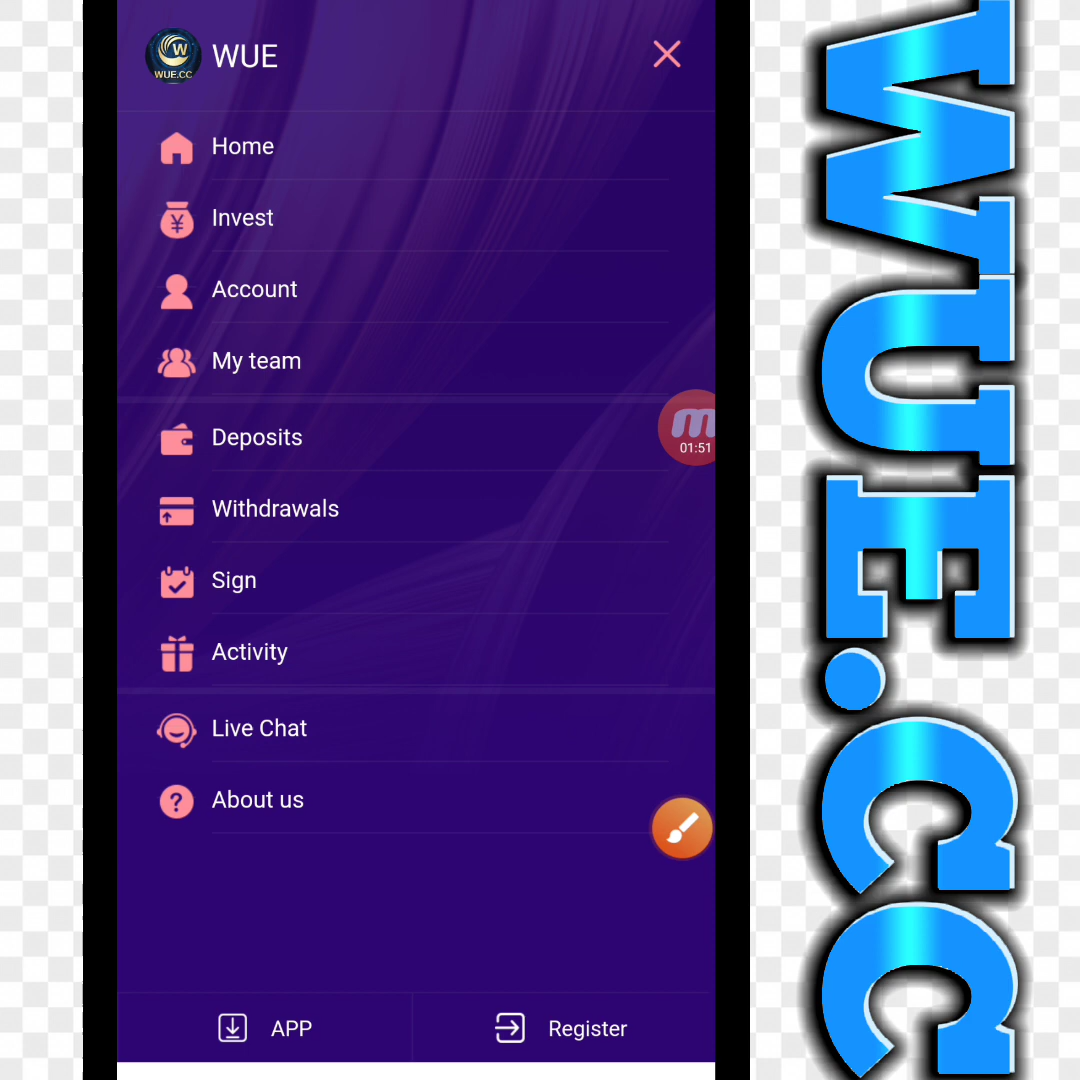 WUE
WUE.CC
Home
Invest
Account
My team
01:51
Deposits
Withdrawals
Sign
Activity
Live Chat
About us
APP
Register
WUE.CC